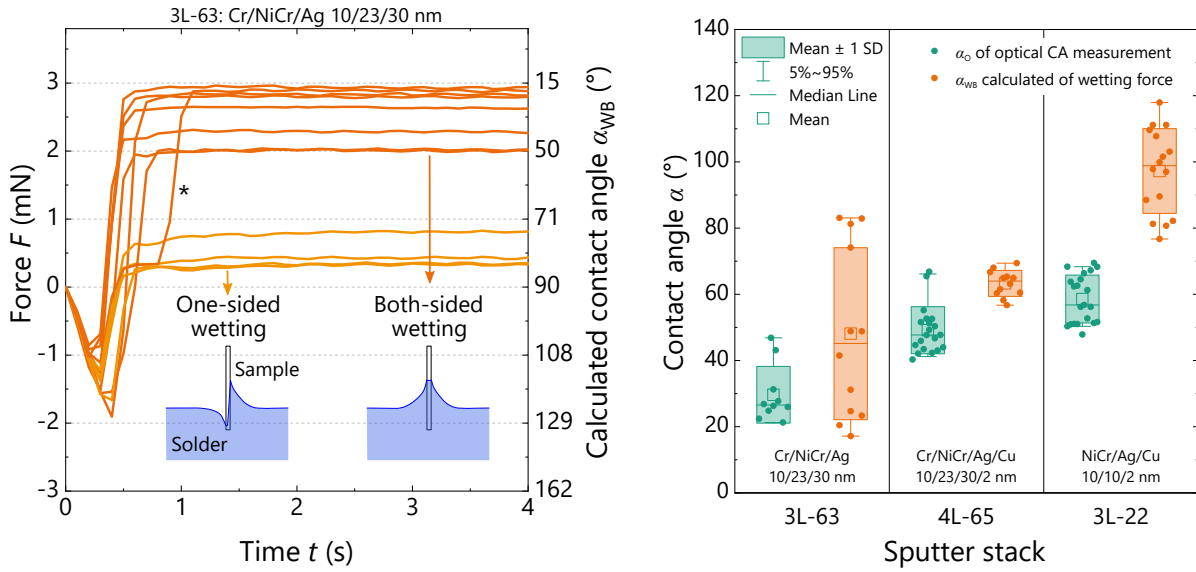 3L-63: Cr/NiCr/Ag 10/23/30 nm
3
2
1
0
-1
-2
-3
Force F (mN)
15
50
71
90
108
129
162
Calculated contact angle αWB (°)
*
One-sided
wetting
Both-sided
wetting
Sample
Solder
0
1
2
3
4
Time t (s)
140
120
100
80
60
40
20
0
Contact angle α (°)
Mean ± 1 SD
5%~95%
Median Line
Mean
αO of optical CA measurement
αWB calculated of wetting force
Cr/NiCr/Ag
10/23/30 nm
Cr/NiCr/Ag/Cu
10/23/30/2 nm
NiCr/Ag/Cu
10/10/2 nm
3L-63
4L-65
3L-22
Sputter stack